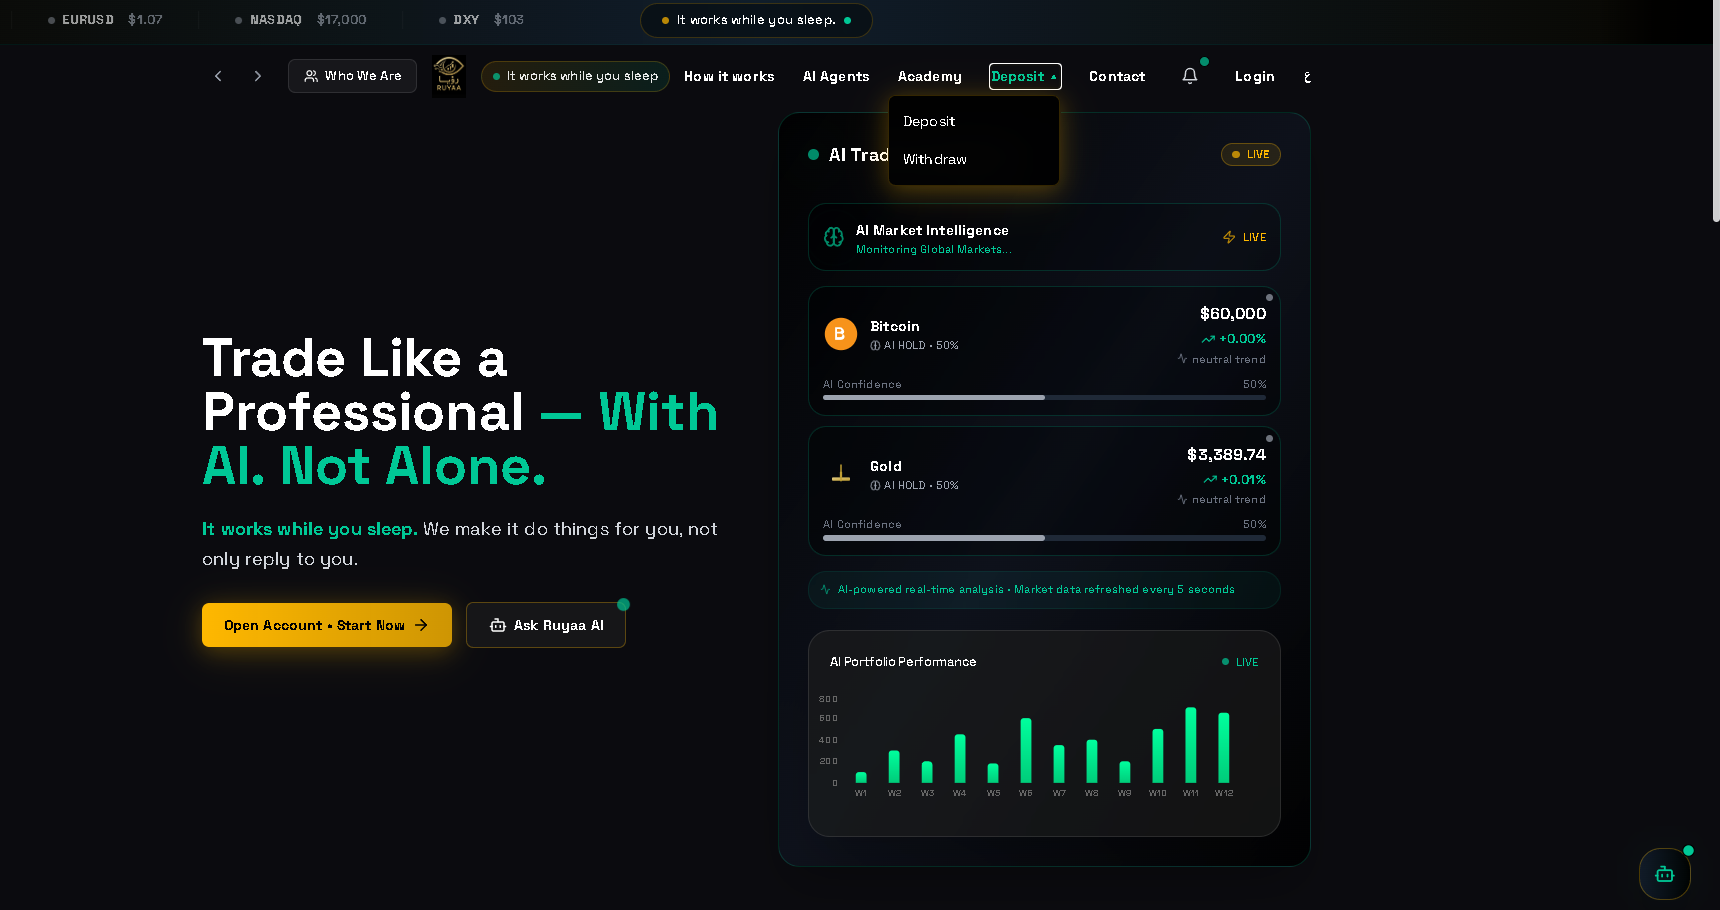 EURUSD $1.07 NASDAQ $17,000 DXY $103 It works while you sleep.
Who We Are
رؤيا
RUYAA
It works while you sleep How it works AI Agents Academy Deposit Contact Login ع
Deposit
Withdraw
Trade Like a
Professional — With
AI. Not Alone.
It works while you sleep. We make it do things for you, not
only reply to you.
Open Account • Start Now
Ask Ruyaa AI
AI Trad
LIVE
AI Market Intelligence
Monitoring Global Markets...
LIVE
B
Bitcoin
AI HOLD • 50%
$60,000
+0.00%
neutral trend
AI Confidence 50%
Gold
AI HOLD • 50%
$3,389.74
+0.01%
neutral trend
AI Confidence 50%
AI-powered real-time analysis • Market data refreshed every 5 seconds
AI Portfolio Performance LIVE
800
600
400
200
0
W1 W2 W3 W4 W5 W6 W7 W8 W9 W10 W11 W12